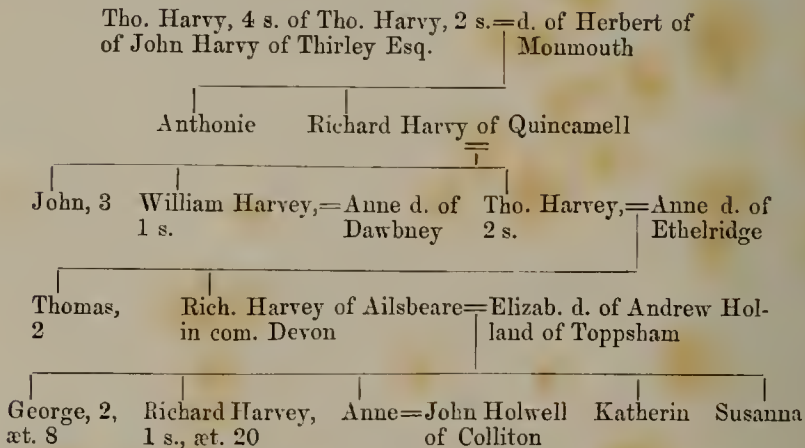 Tho. Harvy, 4 s. of Tho. Harvy, 2 s.=d. of Herbert of
of John Harvy of Thirley Esq. Monmouth
Anthonie Richard Harvy of Quincamell
=
John, 3 William Harvey,=Anne d. of Tho. Harvey,=Anne d. of
1 s. Dawbney 2 s. Ethelridge
Thomas, Rich. Harvey of Ailsbeare=Elizab. d. of Andrew Hol-
2 in com. Devon land of Toppsham
George, 2, Richard Harvey, Anne=John Holwell Katherin Susanna
æt. 8 1 s., æt. 20 of Colliton